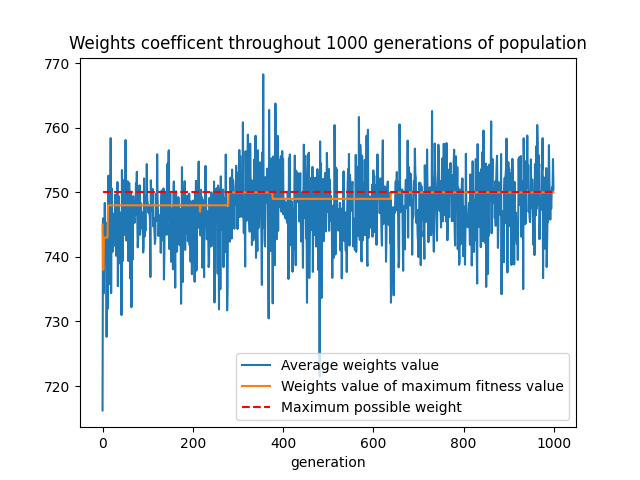 Weights coefficent throughout 1000 generations of population
770
760
750
740
730
720
Average weights value
Weights value of maximum fitness value
Maximum possible weight
0 200 400 600 800 1000
generation